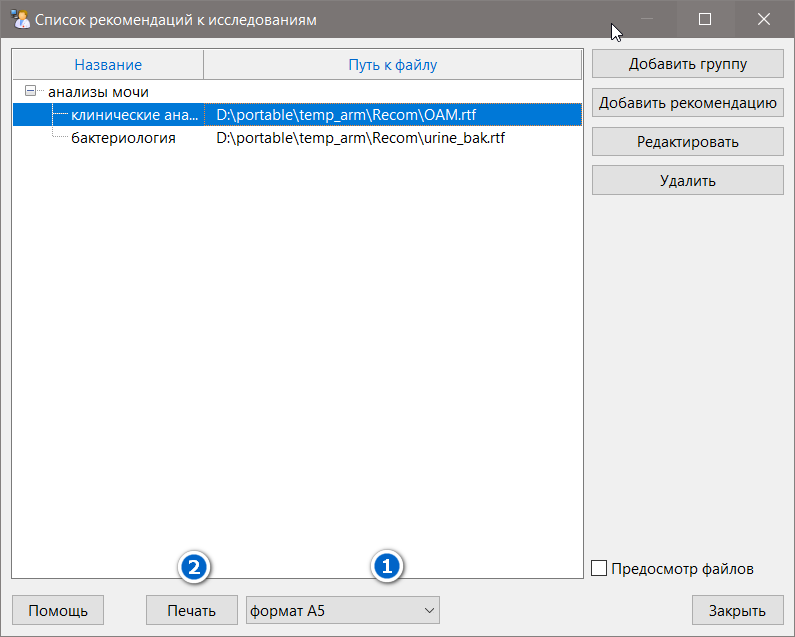 Список рекомендаций к исследованиям
Название Путь к файлу
анализы мочи
клинические ана... D:\portable\temp_arm\Recom\OAM.rtf
бактериология D:\portable\temp_arm\Recom\urine_bak.rtf
Добавить группу
Добавить рекомендацию
Редактировать
Удалить
2 1
Предосмотр файлов
Помощь Печать формат А5 Закрыть